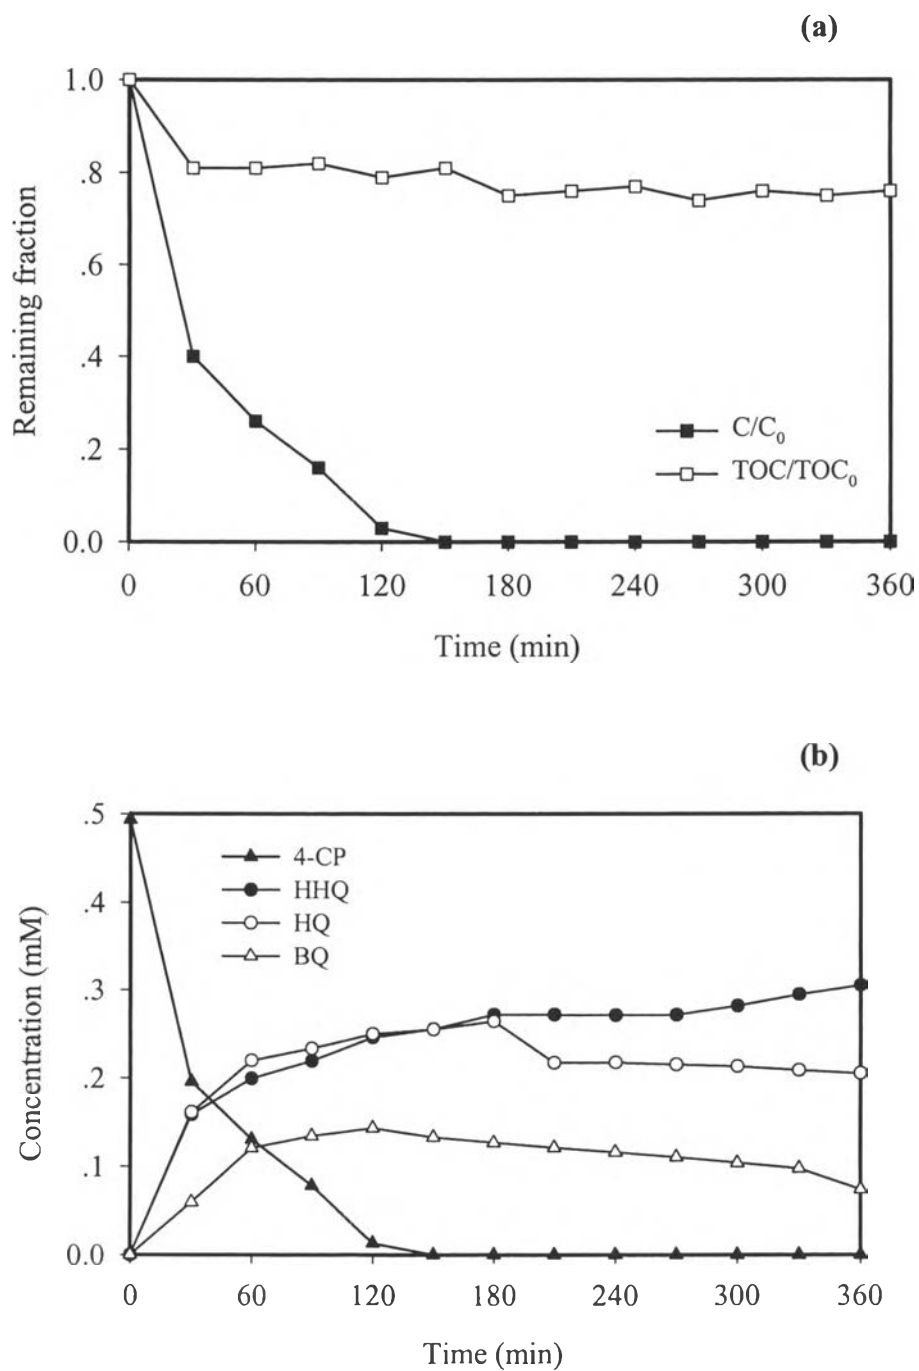 (a)
1.0
.8
.6
.4
.2
0.0
Remaining fraction
C/C0
TOC/TOC0
0 60 120 180 240 300 360
Time (min)
(b)
.5
.4
.3
.2
.1
0.0
Concentration (mM)
4-CP
HHQ
HQ
BQ
0 60 120 180 240 300 360
Time (min)